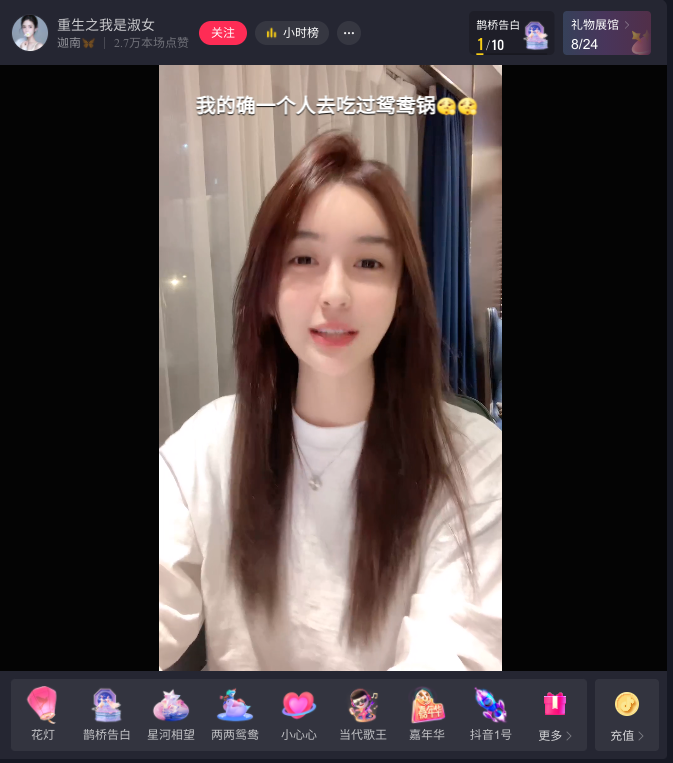 重生之我是淑女
迦南 | 2.7万本场点赞
关注
小时榜
鹊桥告白
1/10
礼物展馆
8/24
我的确一个人去吃过鸳鸯锅
花灯
鹊桥告白
星河相望
两两鸳鸯
小心心
当代歌王
嘉年华
嘉年华
抖音1号
更多
充值